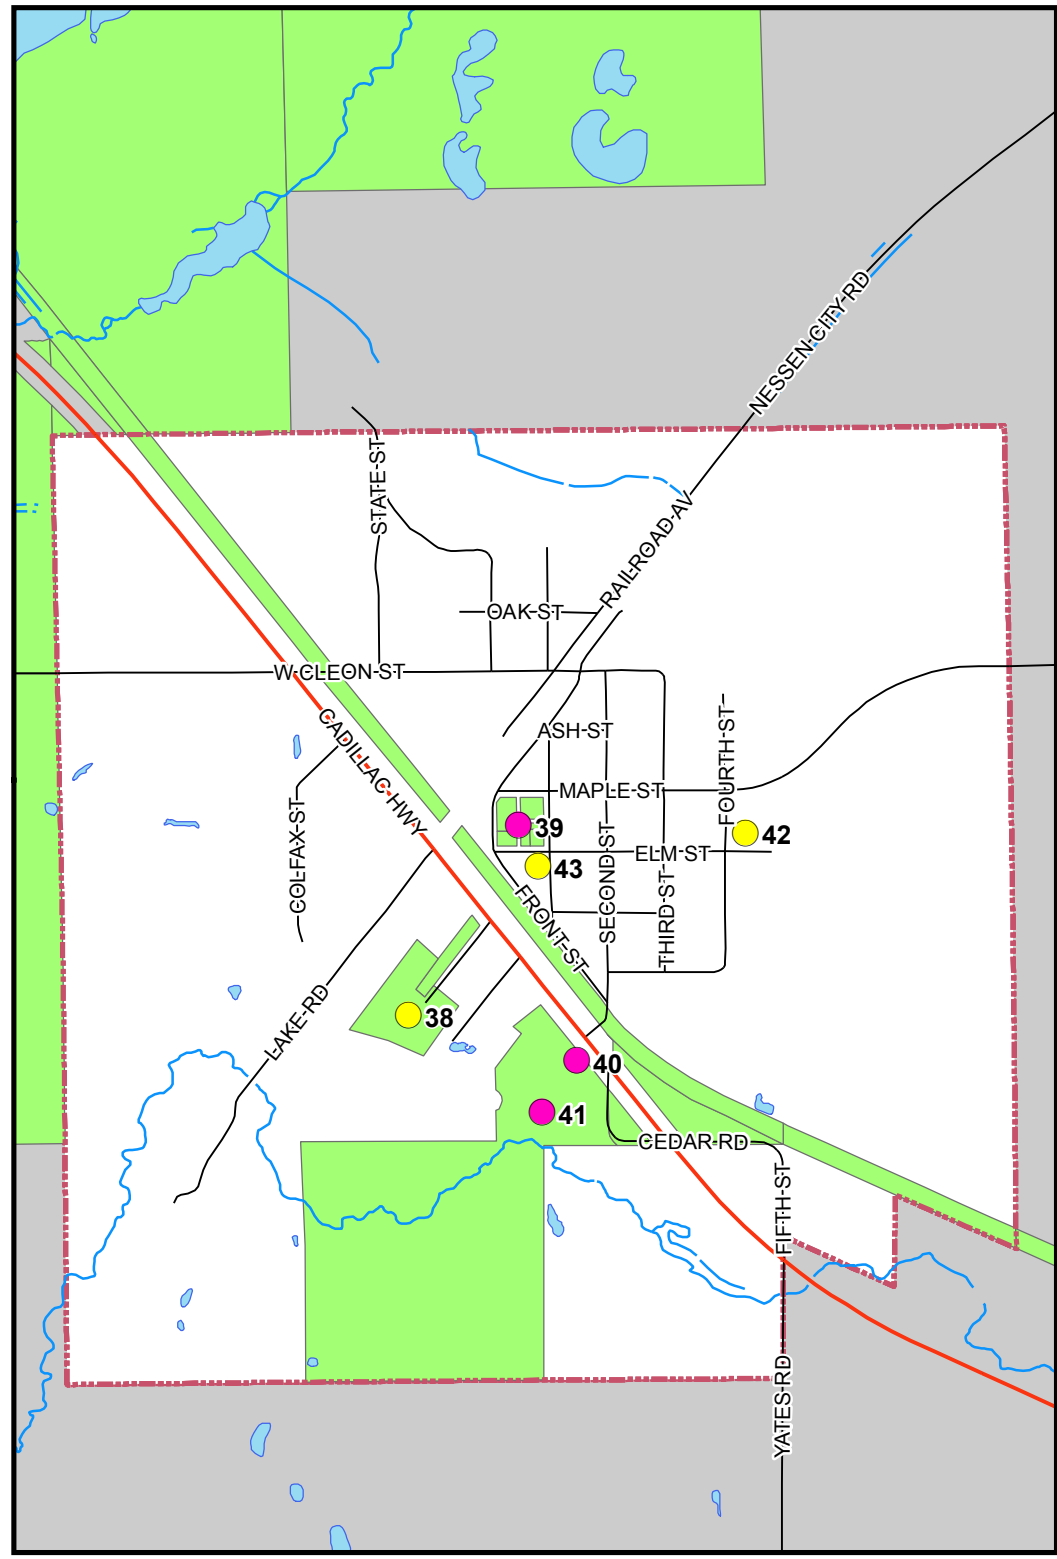 NESSEN CITY RD
STATE ST
RAILROAD AV
OAK ST
W CLEON ST
CADILLAC HWY
ASH ST
FOURTH ST
MAPLE ST
COLFAX ST
39
42
SECOND ST
ELM ST
43
FRONT ST
THIRD ST
LAKE RD
38
40
41
CEDAR RD
FIFTH ST
YATES RD